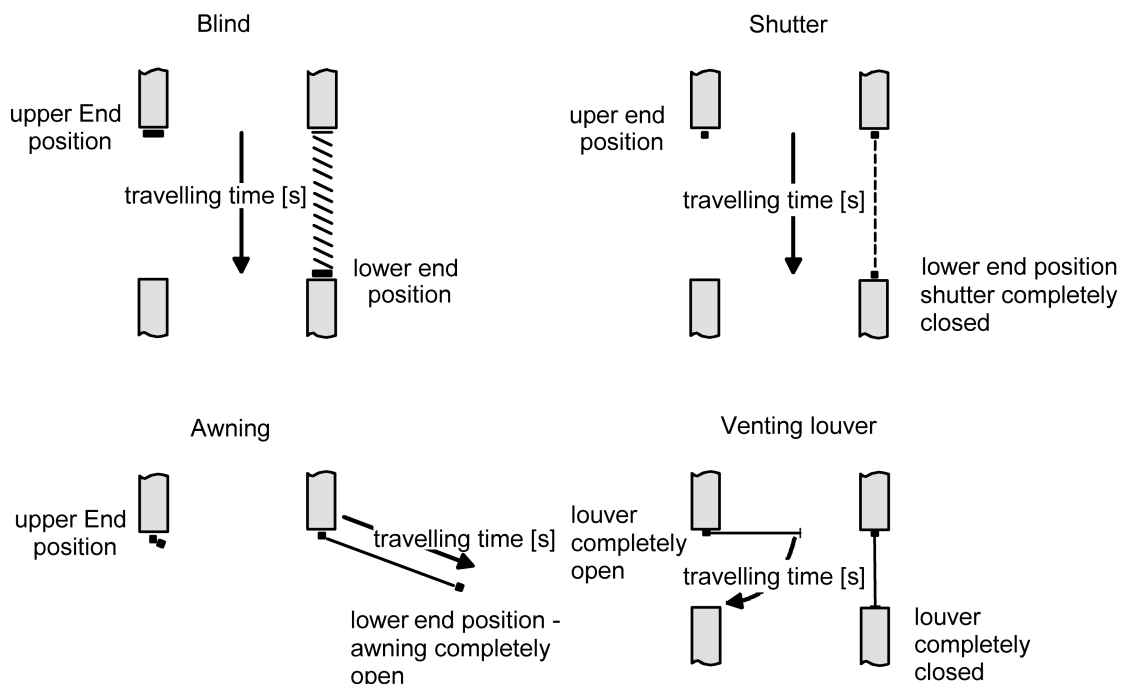 Blind
upper End
position
travelling time [s]
lower end
position
Shutter
uper end
position
travelling time [s]
lower end position
shutter completely
closed
Awning
upper End
position
travelling time [s]
lower end position -
awning completely
open
Venting louver
louver
completely
open
travelling time [s]
louver
completely
closed